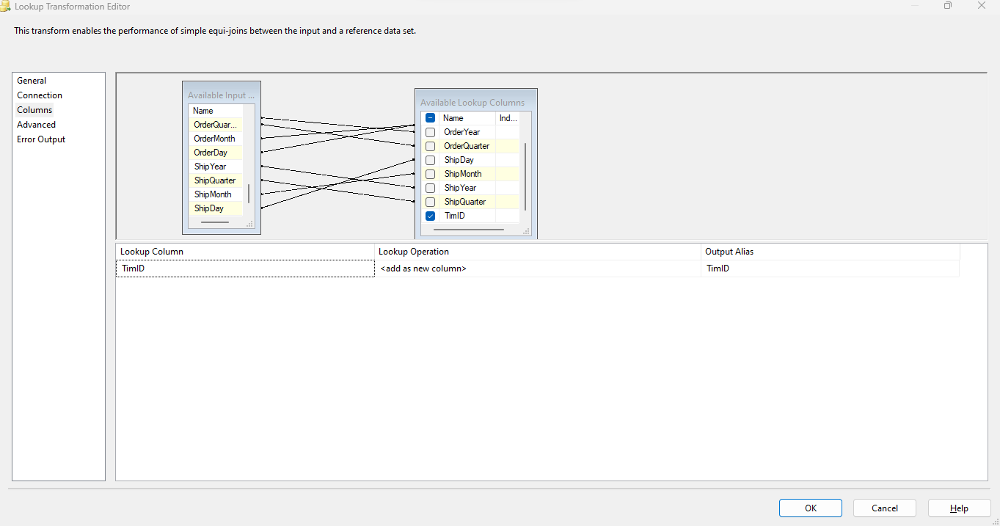 Lookup Transformation Editor
This transform enables the performance of simple equi-joins between the input and a reference data set.
General
Connection
Columns
Advanced
Error Output
Available Input ...
Name
OrderQuar...
OrderMonth
OrderDay
ShipYear
ShipQuarter
ShipMonth
ShipDay
Available Lookup Columns
Name Ind...
OrderYear
OrderQuarter
ShipDay
ShipMonth
ShipYear
ShipQuarter
TimID
Lookup Column Lookup Operation Output Alias
TimID <add as new column> TimID
OK Cancel Help